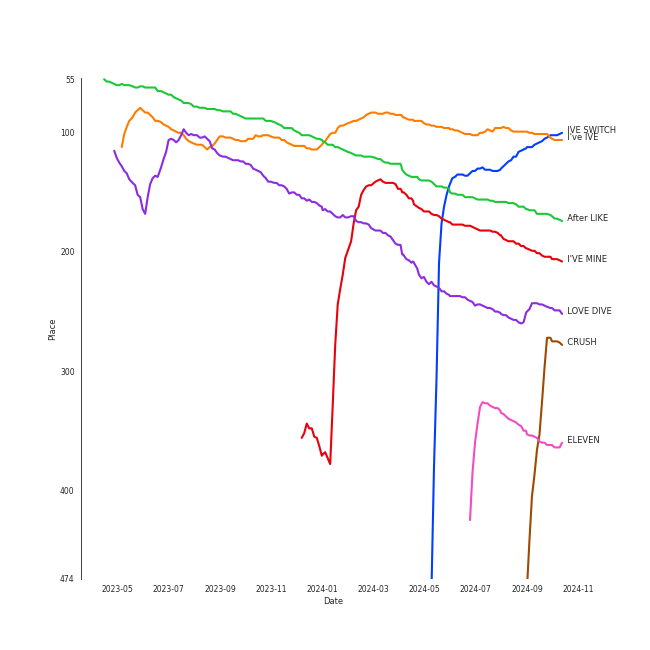 55
100
200
300
400
474
Place
2023-05
2023-07
2023-09
2023-11
2024-01
2024-03
2024-05
2024-07
2024-09
2024-11
Date
IVE SWITCH
I've IVE
After LIKE
I'VE MINE
LOVE DIVE
CRUSH
ELEVEN